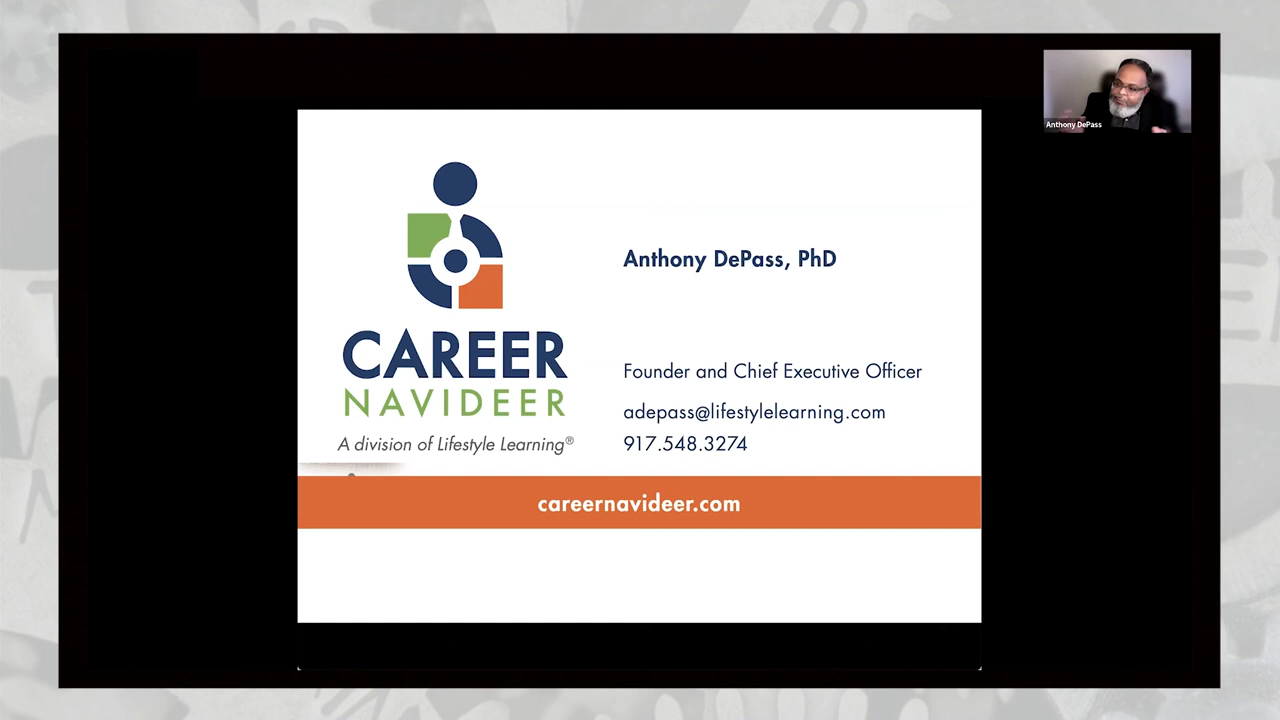 Anthony DePass
CAREER
NAVIDEER
A division of Lifestyle Learning®
Anthony DePass, PhD
Founder and Chief Executive Officer
adepass@lifestylelearning.com
917.548.3274
careernavideer.com